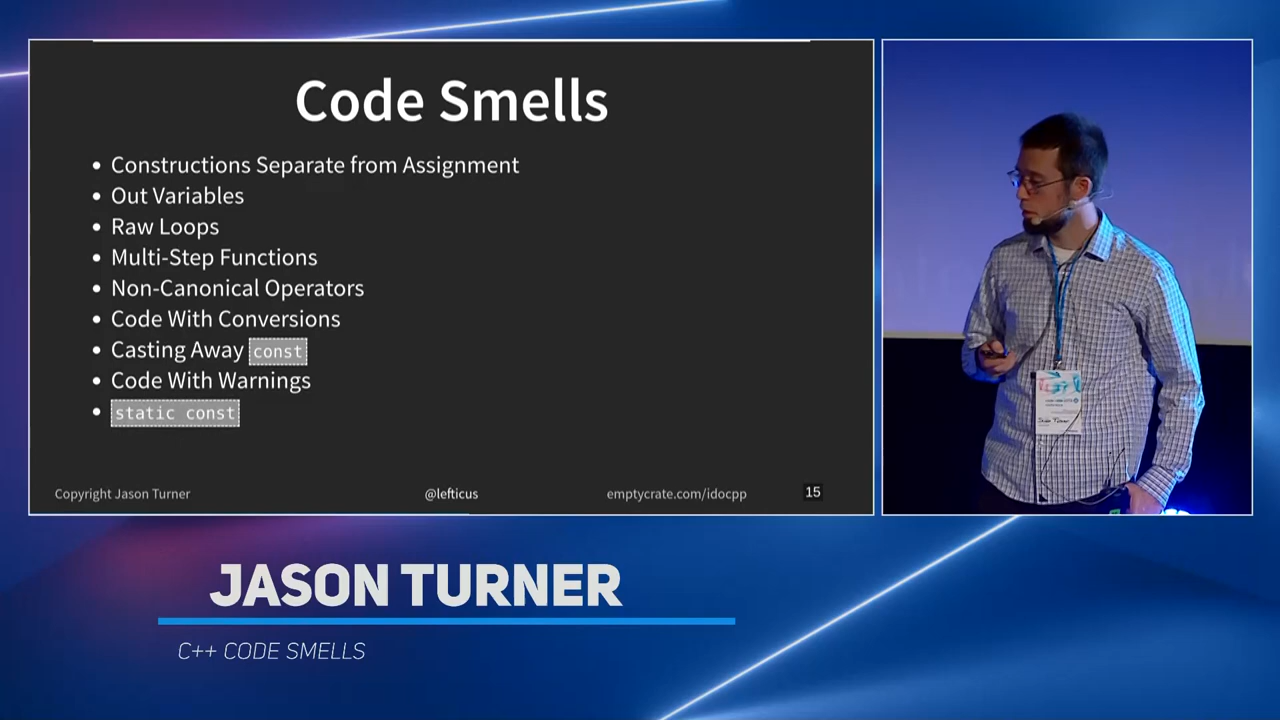 Code Smells
Constructions Separate from Assignment
Out Variables
Raw Loops
Multi-Step Functions
Non-Canonical Operators
Code With Conversions
Casting Away const
Code With Warnings
static const
Copyright Jason Turner
@lefticus
emptycrate.com/idocpp
15
JASON TURNER
C++ CODE SMELLS